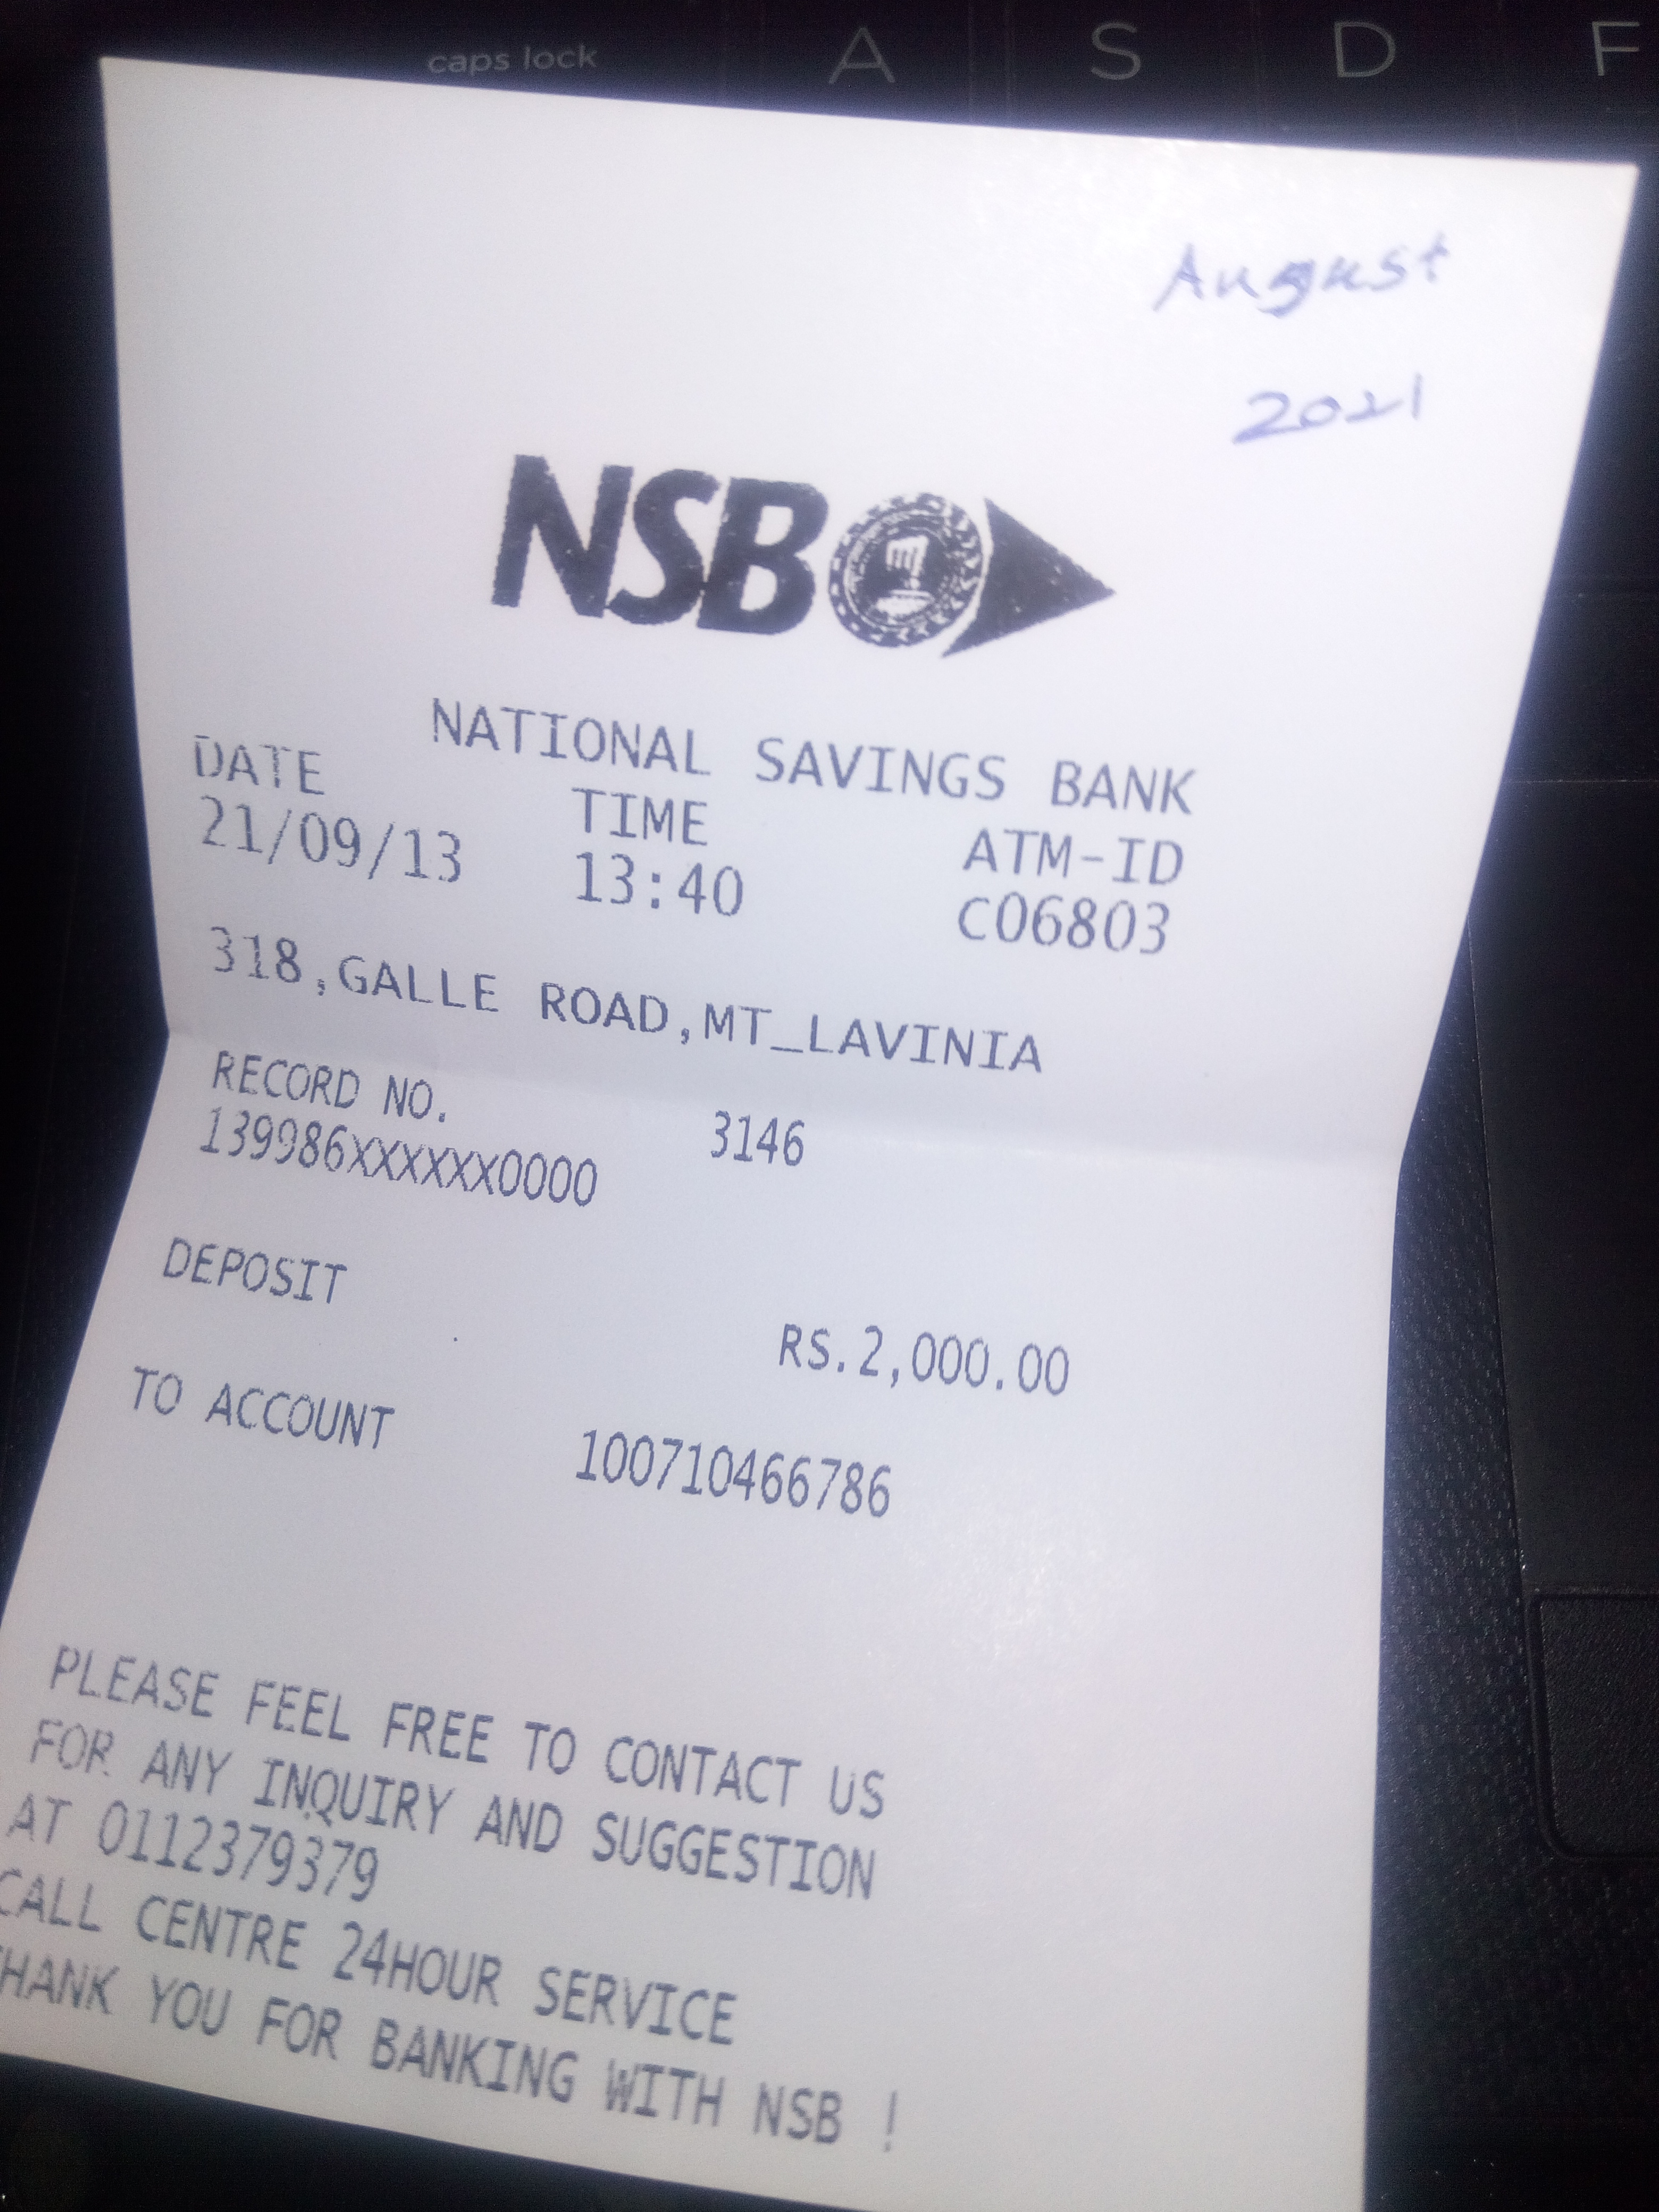 caps lock A S D F
August
2021
NSB
NATIONAL SAVINGS BANK
DATE TIME ATM-ID
21/09/13 13:40 C06803
318,GALLE ROAD,MT_LAVINIA
RECORD NO. 3146
139986XXXXXX0000
DEPOSIT RS.2,000.00
TO ACCOUNT 100710466786
PLEASE FEEL FREE TO CONTACT US
FOR ANY INQUIRY AND SUGGESTION
AT 0112379379
CALL CENTRE 24HOUR SERVICE
HANK YOU FOR BANKING WITH NSB !